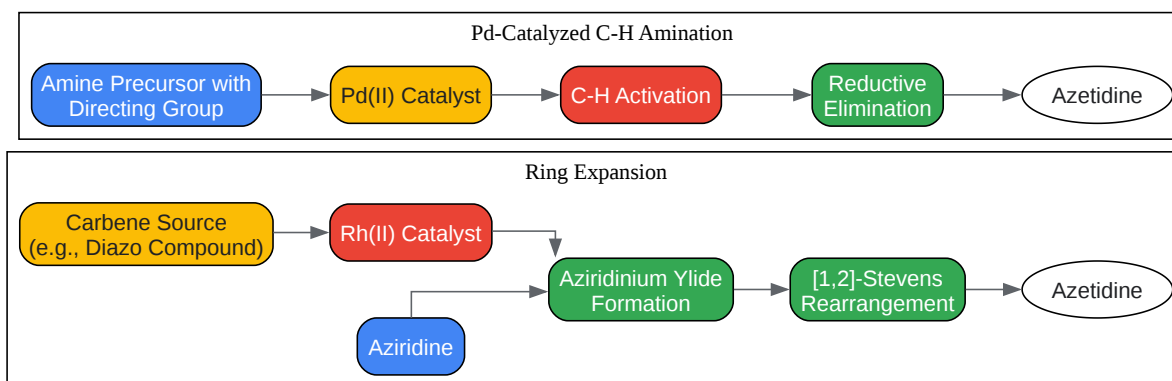 Pd-Catalyzed C-H Amination
Amine Precursor with
Directing Group
Pd(II) Catalyst
C-H Activation
Reductive
Elimination
Azetidine
Ring Expansion
Carbene Source
(e.g., Diazo Compound)
Rh(II) Catalyst
Aziridine
Aziridinium Ylide
Formation
[1,2]-Stevens
Rearrangement
Azetidine